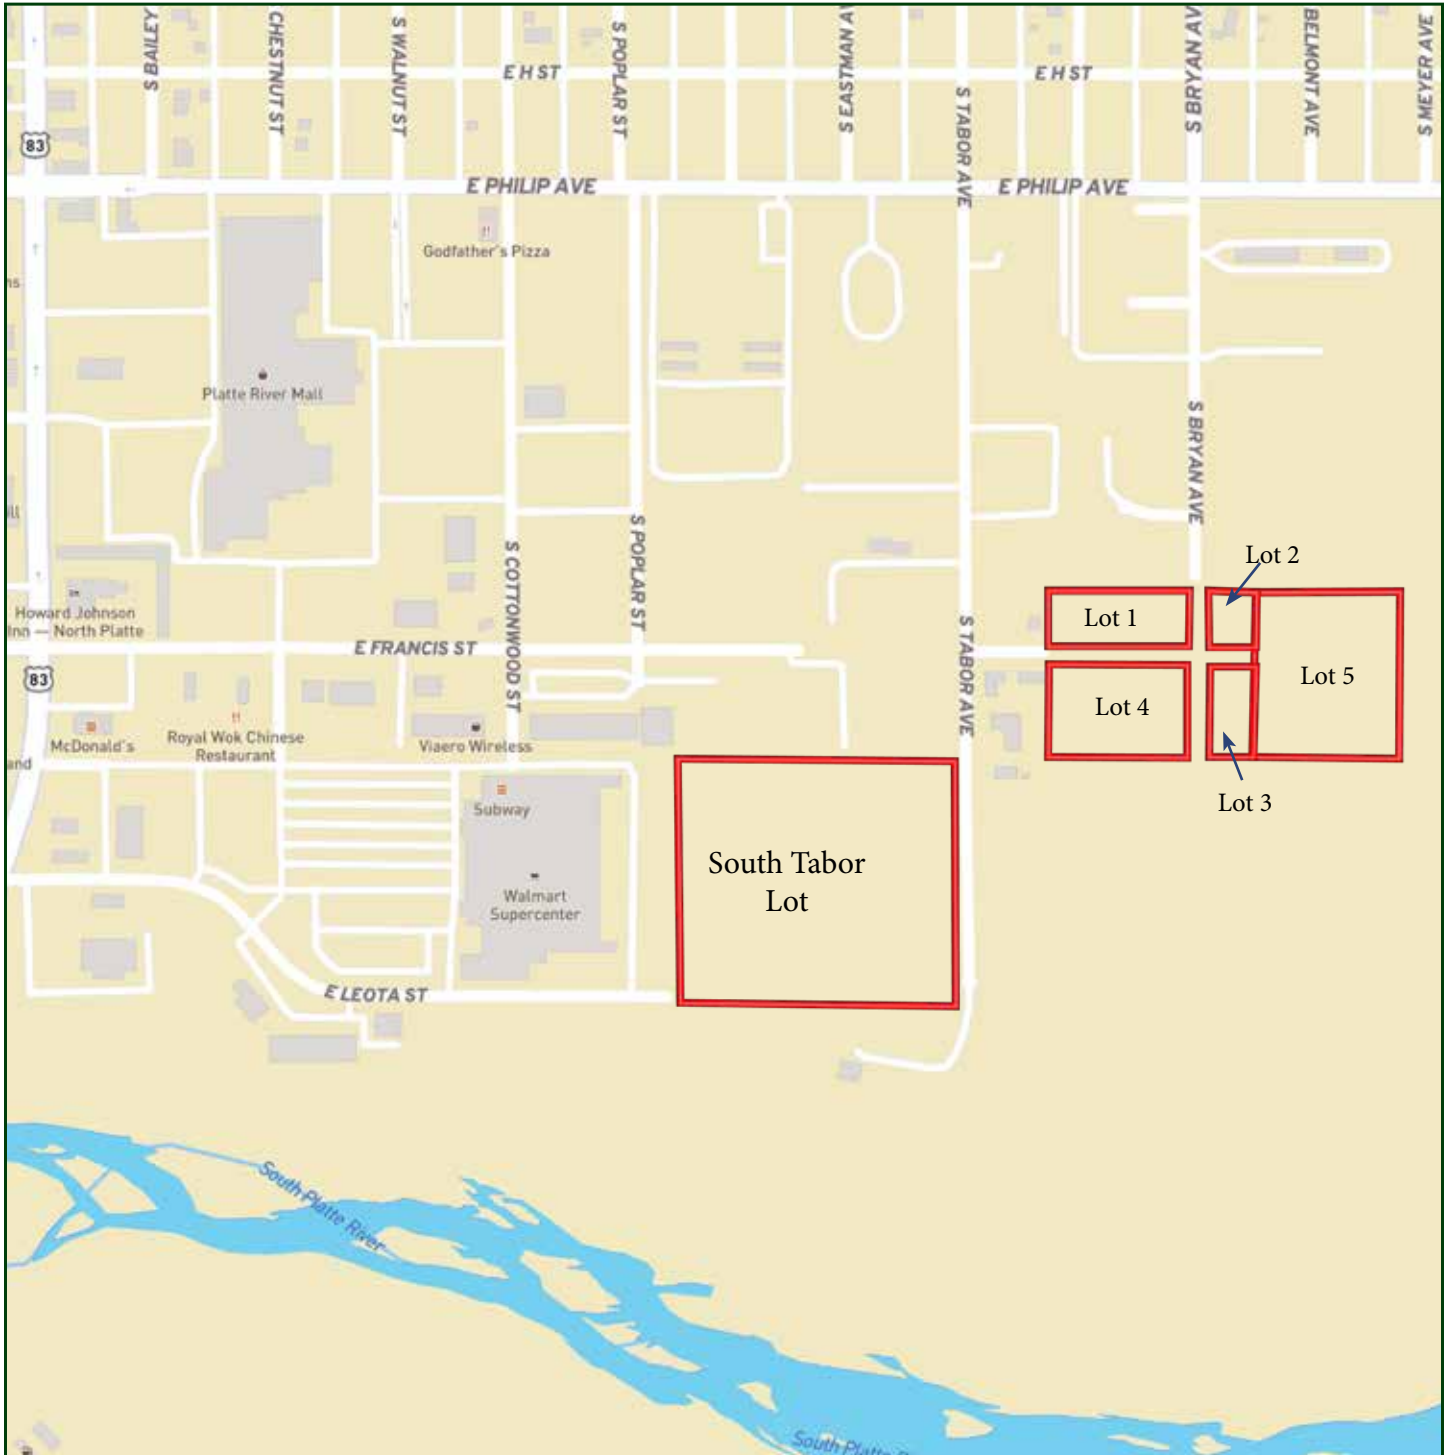 S BAILEY
CHESTNUT ST
S WALNUT ST
S POPLAR ST
S EASTMAN AV
S TABOR AVE
S BRYAN AV
BELMONT AVE
S MEYER AVE
E H ST
E H ST
83
E PHILIP AVE
E PHILIP AVE
Godfather's Pizza
Platte River Mall
S BRYAN AVE
S COTTONWOOD ST
S POPLAR ST
S TABOR AVE
Howard Johnson
Inn — North Platte
E FRANCIS ST
83
McDonald's
Royal Wok Chinese
Restaurant
Viaero Wireless
Subway
Walmart
Supercenter
E LEOTA ST
Lot 2
Lot 1
Lot 5
Lot 4
Lot 3
South Tabor
Lot
South Platte River
South Platte